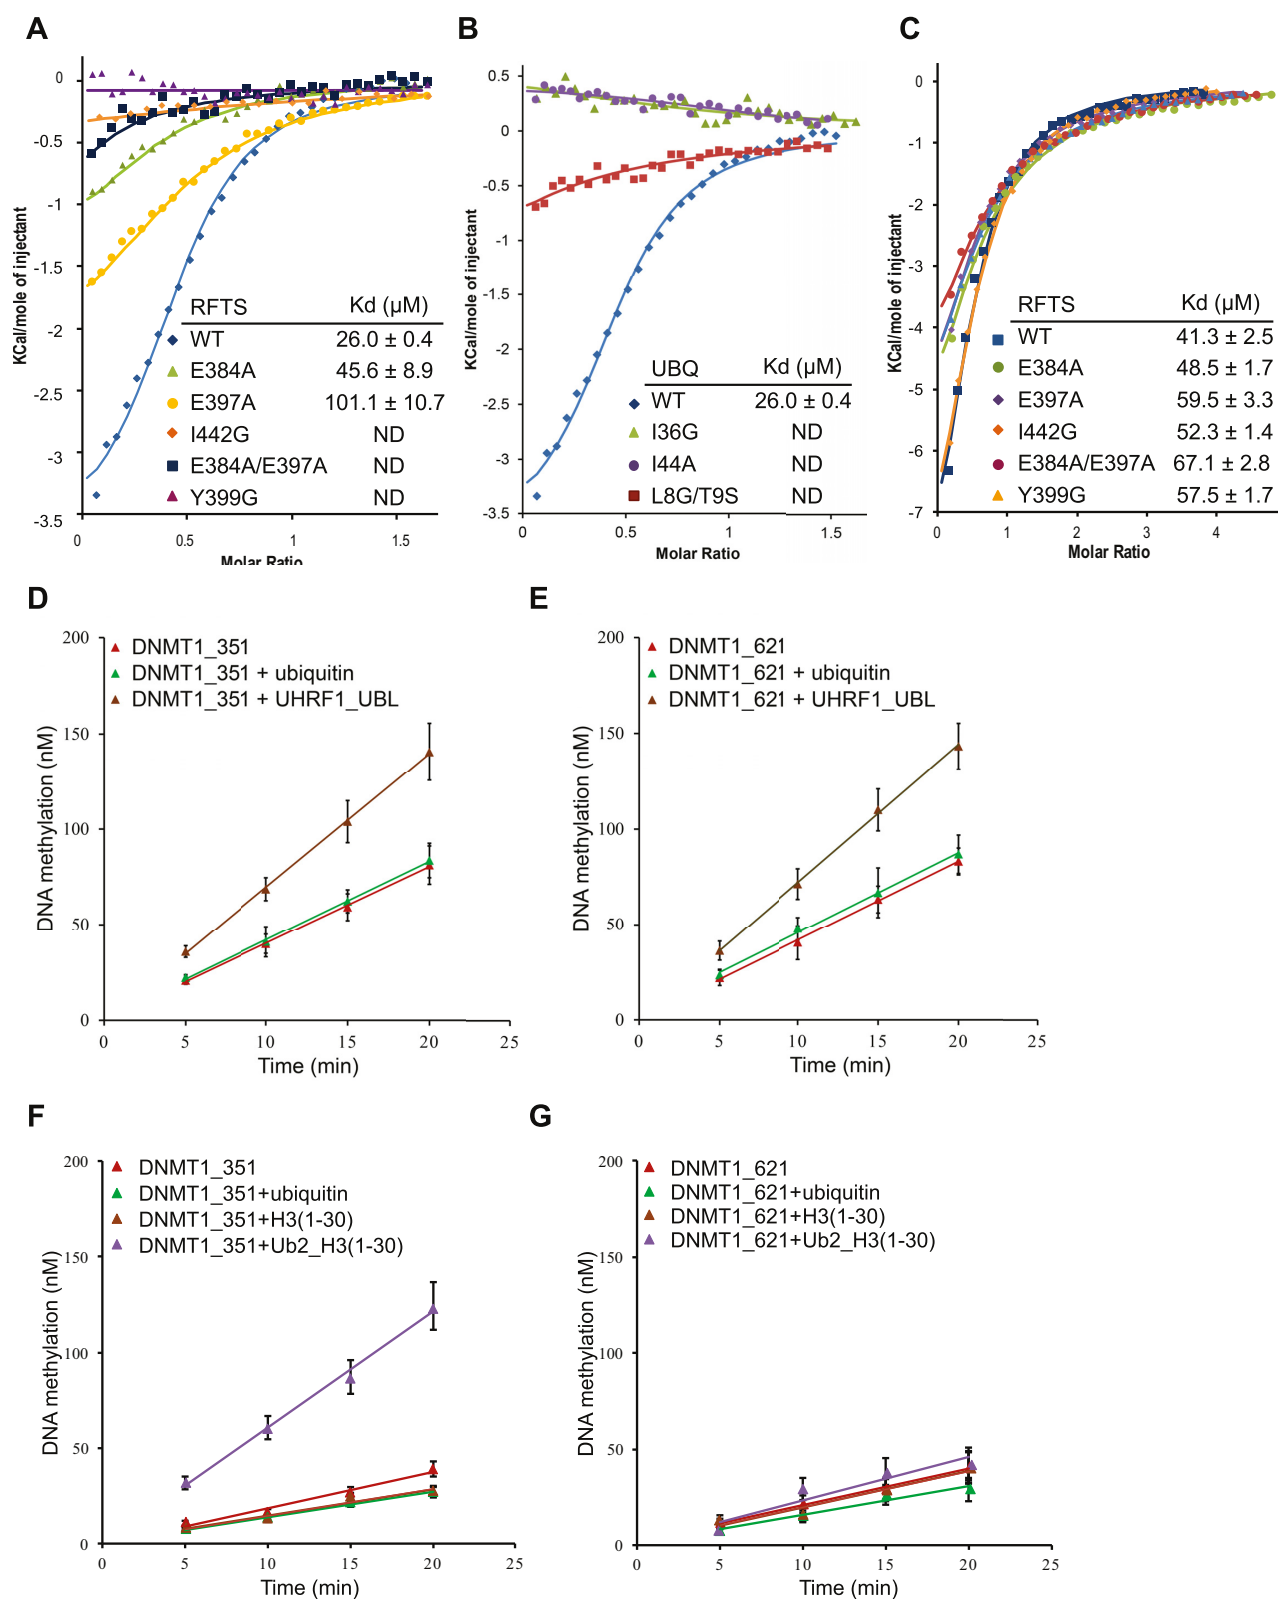 A
B
C
0
-0.5
-1
-1.5
-2
-2.5
-3
-3.5
KCal/mole of injectant
RFTS Kd (µM)
WT 26.0 ± 0.4
E384A 45.6 ± 8.9
E397A 101.1 ± 10.7
I442G ND
E384A/E397A ND
Y399G ND
0 0.5 1 1.5
Molar Ratio
0.5
0
-0.5
-1
-1.5
-2
-2.5
-3
-3.5
KCal/mole of injectant
UBQ Kd (µM)
WT 26.0 ± 0.4
I36G ND
I44A ND
L8G/T9S ND
0 0.5 1 1.5
Molar Ratio
0
-1
-2
-3
-4
-5
-6
-7
KCal/mole of injectant
RFTS Kd (µM)
WT 41.3 ± 2.5
E384A 48.5 ± 1.7
E397A 59.5 ± 3.3
I442G 52.3 ± 1.4
E384A/E397A 67.1 ± 2.8
Y399G 57.5 ± 1.7
0 1 2 3 4
Molar Ratio
D
200
150
100
50
0
DNA methylation (nM)
DNMT1_351
DNMT1_351 + ubiquitin
DNMT1_351 + UHRF1_UBL
0 5 10 15 20 25
Time (min)
E
200
150
100
50
0
DNA methylation (nM)
DNMT1_621
DNMT1_621 + ubiquitin
DNMT1_621 + UHRF1_UBL
0 5 10 15 20 25
Time (min)
F
200
150
100
50
0
DNA methylation (nM)
DNMT1_351
DNMT1_351+ubiquitin
DNMT1_351+H3(1-30)
DNMT1_351+Ub2_H3(1-30)
0 5 10 15 20 25
Time (min)
G
200
150
100
50
0
DNA methylation (nM)
DNMT1_621
DNMT1_621+ubiquitin
DNMT1_621+H3(1-30)
DNMT1_621+Ub2_H3(1-30)
0 5 10 15 20 25
Time (min)